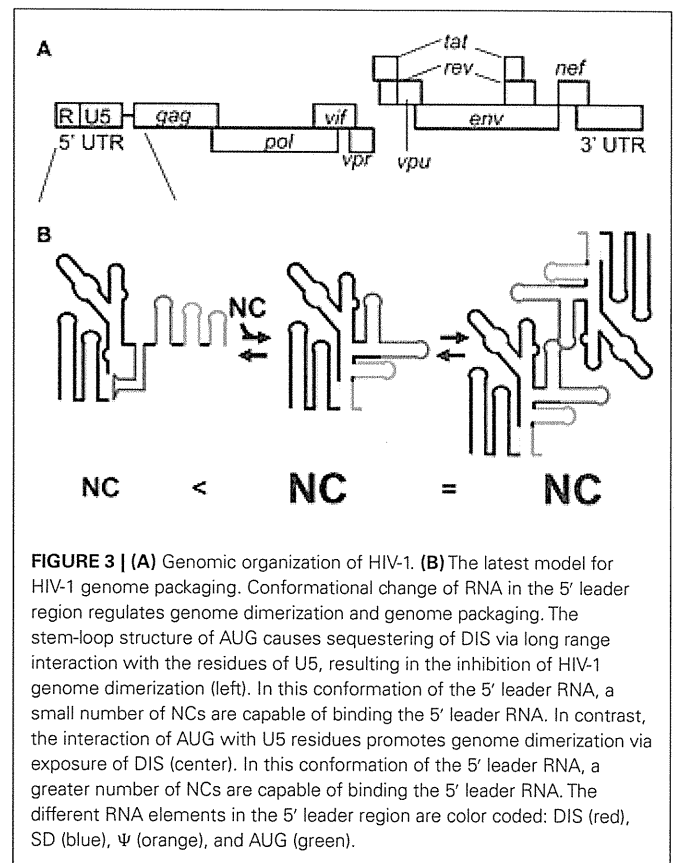 A
tat
rev
nef
R U5 gag vif env
5' UTR pol vpr vpu 3' UTR
B
NC
NC < NC = NC
FIGURE 3 | (A) Genomic organization of HIV-1. (B) The latest model for
HIV-1 genome packaging. Conformational change of RNA in the 5′ leader
region regulates genome dimerization and genome packaging. The
stem-loop structure of AUG causes sequestering of DIS via long range
interaction with the residues of U5, resulting in the inhibition of HIV-1
genome dimerization (left). In this conformation of the 5′ leader RNA, a
small number of NCs are capable of binding the 5′ leader RNA. In contrast,
the interaction of AUG with U5 residues promotes genome dimerization via
exposure of DIS (center). In this conformation of the 5′ leader RNA, a
greater number of NCs are capable of binding the 5′ leader RNA. The
different RNA elements in the 5′ leader region are color coded: DIS (red),
SD (blue), Ψ (orange), and AUG (green).